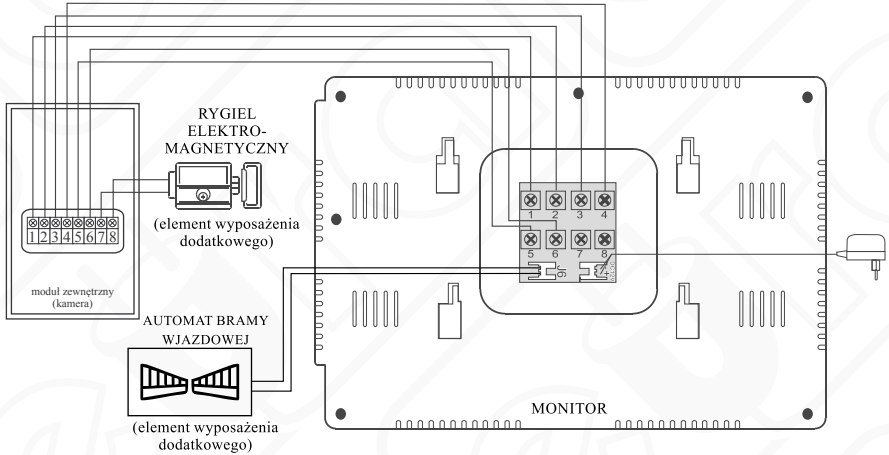 RYGIEL
ELEKTRO-
MAGNETYCZNY
(element wyposażenia
dodatkowego)
1 2 3 4 5 6 7 8
moduł zewnętrzny
(kamera)
1 2 3 4
5 6 7 8
J6
AUTOMAT BRAMY
WJAZDOWEJ
(element wyposażenia
dodatkowego)
MONITOR